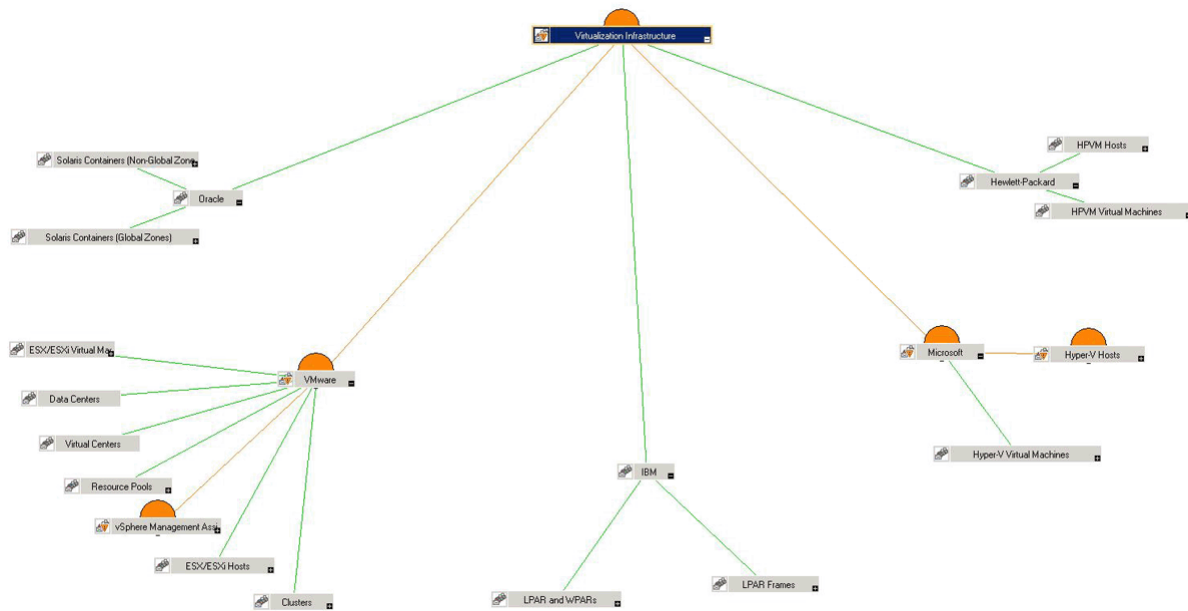 Virtualization Infrastructure
HPVM Hosts
Solaris Containers (Non-Global Zone
Hewlett-Packard
Oracle
HPVM Virtual Machines
Solaris Containers (Global Zones)
ESX/ESXi Virtual Mac
Microsoft
Hyper-V Hosts
VMware
Data Centers
Virtual Centers
Hyper-V Virtual Machines
IBM
Resource Pools
vSphere Management Assi
ESX/ESXi Hosts
LPAR Frames
LPAR and WPARs
Clusters